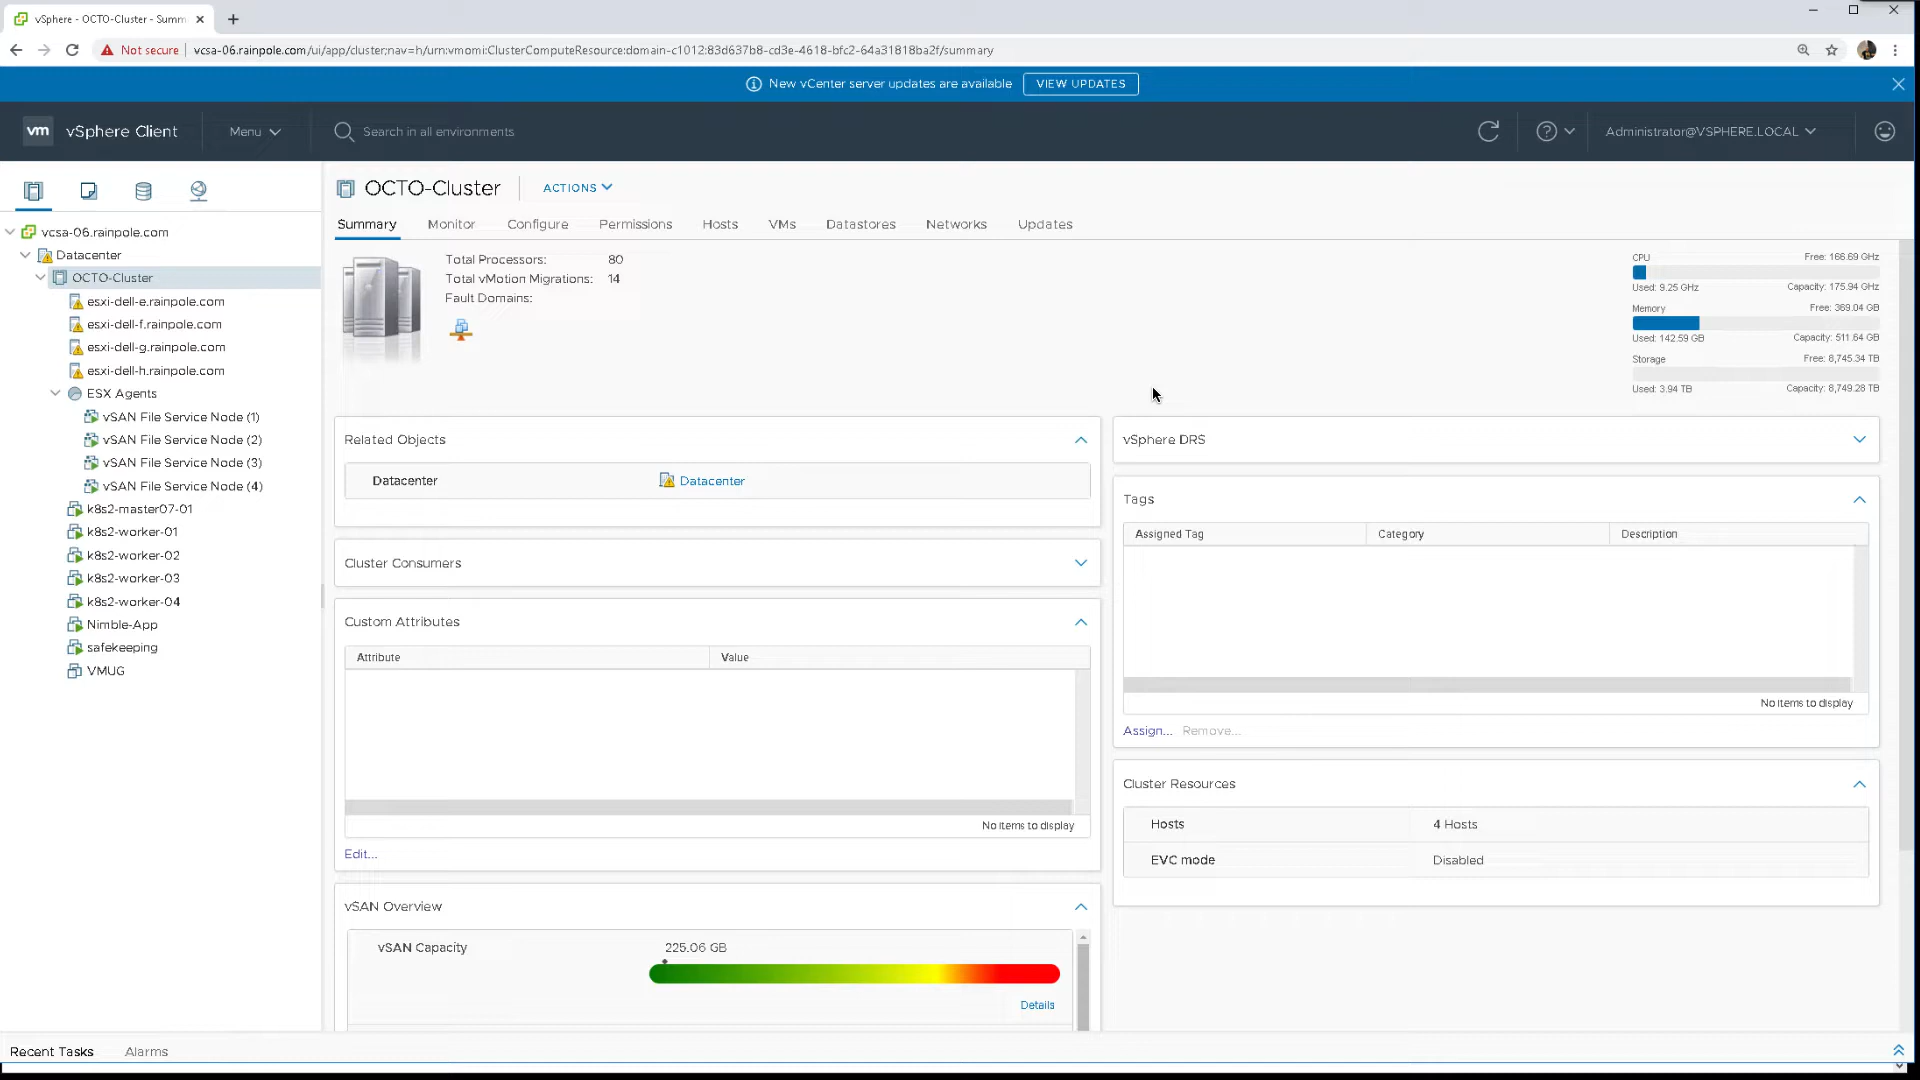 vSphere - OCTO-Cluster - Summ
Not secure
vcsa-06.rainpole.com/ui/app/cluster;nav=h/urn:vmomi:ClusterComputeResource:domain-c1012:83d637b8-cd3e-4618-bfc2-64a31818ba2f/summary
New vCenter server updates are available
VIEW UPDATES
vm
vSphere Client
Menu
Search in all environments
Administrator@VSPHERE.LOCAL
OCTO-Cluster
ACTIONS
Summary
Monitor
Configure
Permissions
Hosts
VMs
Datastores
Networks
Updates
vcsa-06.rainpole.com
Datacenter
OCTO-Cluster
esxi-dell-e.rainpole.com
esxi-dell-f.rainpole.com
esxi-dell-g.rainpole.com
esxi-dell-h.rainpole.com
ESX Agents
vSAN File Service Node (1)
vSAN File Service Node (2)
vSAN File Service Node (3)
vSAN File Service Node (4)
k8s2-master07-01
k8s2-worker-01
k8s2-worker-02
k8s2-worker-03
k8s2-worker-04
Nimble-App
safekeeping
VMUG
Total Processors: 80
Total vMotion Migrations: 14
Fault Domains:
CPU Free: 166.69 GHz
Used: 9.25 GHz Capacity: 175.94 GHz
Memory Free: 369.04 GB
Used: 142.59 GB Capacity: 511.64 GB
Storage Free: 8,745.34 TB
Used: 3.94 TB Capacity: 8,749.28 TB
Related Objects
Datacenter Datacenter
Cluster Consumers
Custom Attributes
Attribute Value
No items to display
Edit...
vSAN Overview
vSAN Capacity 225.06 GB
Details
vSphere DRS
Tags
Assigned Tag Category Description
No items to display
Assign... Remove...
Cluster Resources
Hosts 4 Hosts
EVC mode Disabled
Recent Tasks Alarms